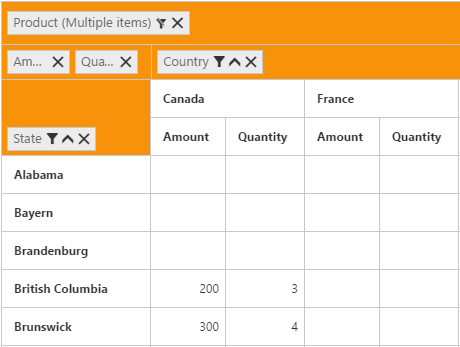 Product (Multiple items)
Am... Qua... Country
Canada France
State Amount Quantity Amount Quantity
Alabama
Bayern
Brandenburg
British Columbia 200 3
Brunswick 300 4